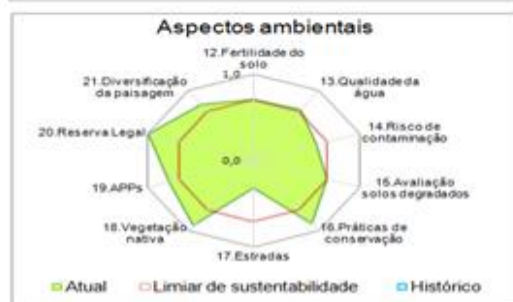 Aspectos ambientais
12.Fertilidade do
solo
1,0
21.Diversificação
da paisagem
13.Qualidade da
água
20.Reserva Legal
14.Risco de
contaminação
0,0
19.APPs
15.Avaliação
solos degradados
18.Vegetação
nativa
16.Práticas de
conservação
17.Estradas
Atual
Limiar de sustentabilidade
Histórico